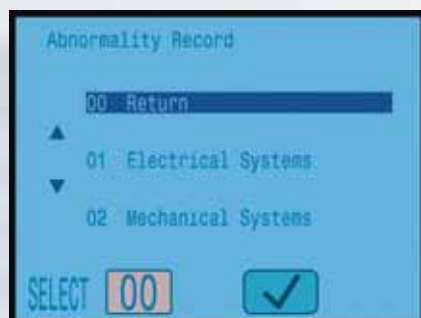 Abnormality Record
00 Return
01 Electrical Systems
02 Mechanical Systems
SELECT 00